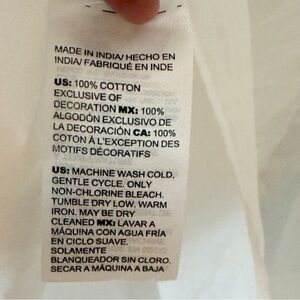 MADE IN INDIA/ HECHO EN
INDIA/ FABRIQUÉ EN INDE
US: 100% COTTON
EXCLUSIVE OF
DECORATION MX: 100%
ALGODÓN EXCLUSIVO DE
LA DECORACIÓN CA: 100%
COTON À L'EXCEPTION DES
MOTIFS DÉCORATIFS
US: MACHINE WASH COLD,
GENTLE CYCLE, ONLY
NON-CHLORINE BLEACH.
TUMBLE DRY LOW. WARM
IRON. MAY BE DRY
CLEANED MX: LAVAR A
MÁQUINA CON AGUA FRÍA
EN CICLO SUAVE.
SOLAMENTE
BLANQUEADOR SIN CLORO.
SECAR A MÁQUINA A BAJA